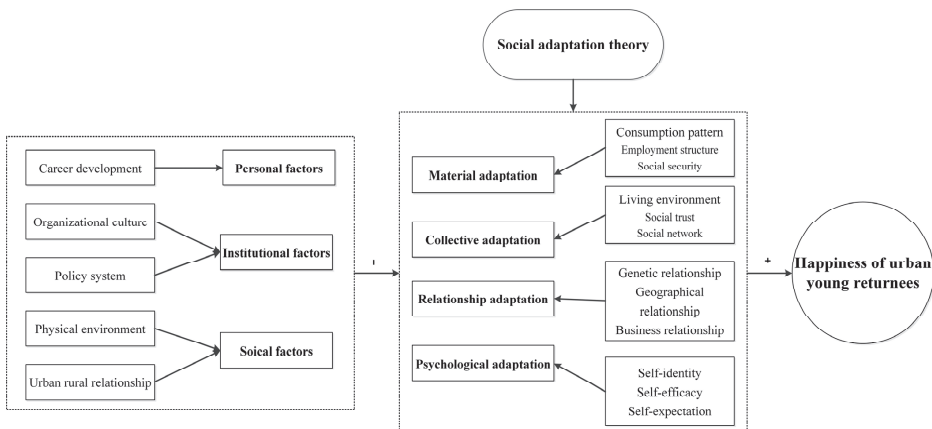 Social adaptation theory
Career development
Personal factors
Organizational culture
Institutional factors
Policy system
Physical environment
Soical factors
Urban rural relationship
Material adaptation
Consumption pattern
Employment structure
Social security
Collective adaptation
Living environment
Social trust
Social network
Relationship adaptation
Genetic relationship
Geographical
relationship
Business relationship
Psychological adaptation
Self-identity
Self-efficacy
Self-expectation
+
Happiness of urban
young returnees